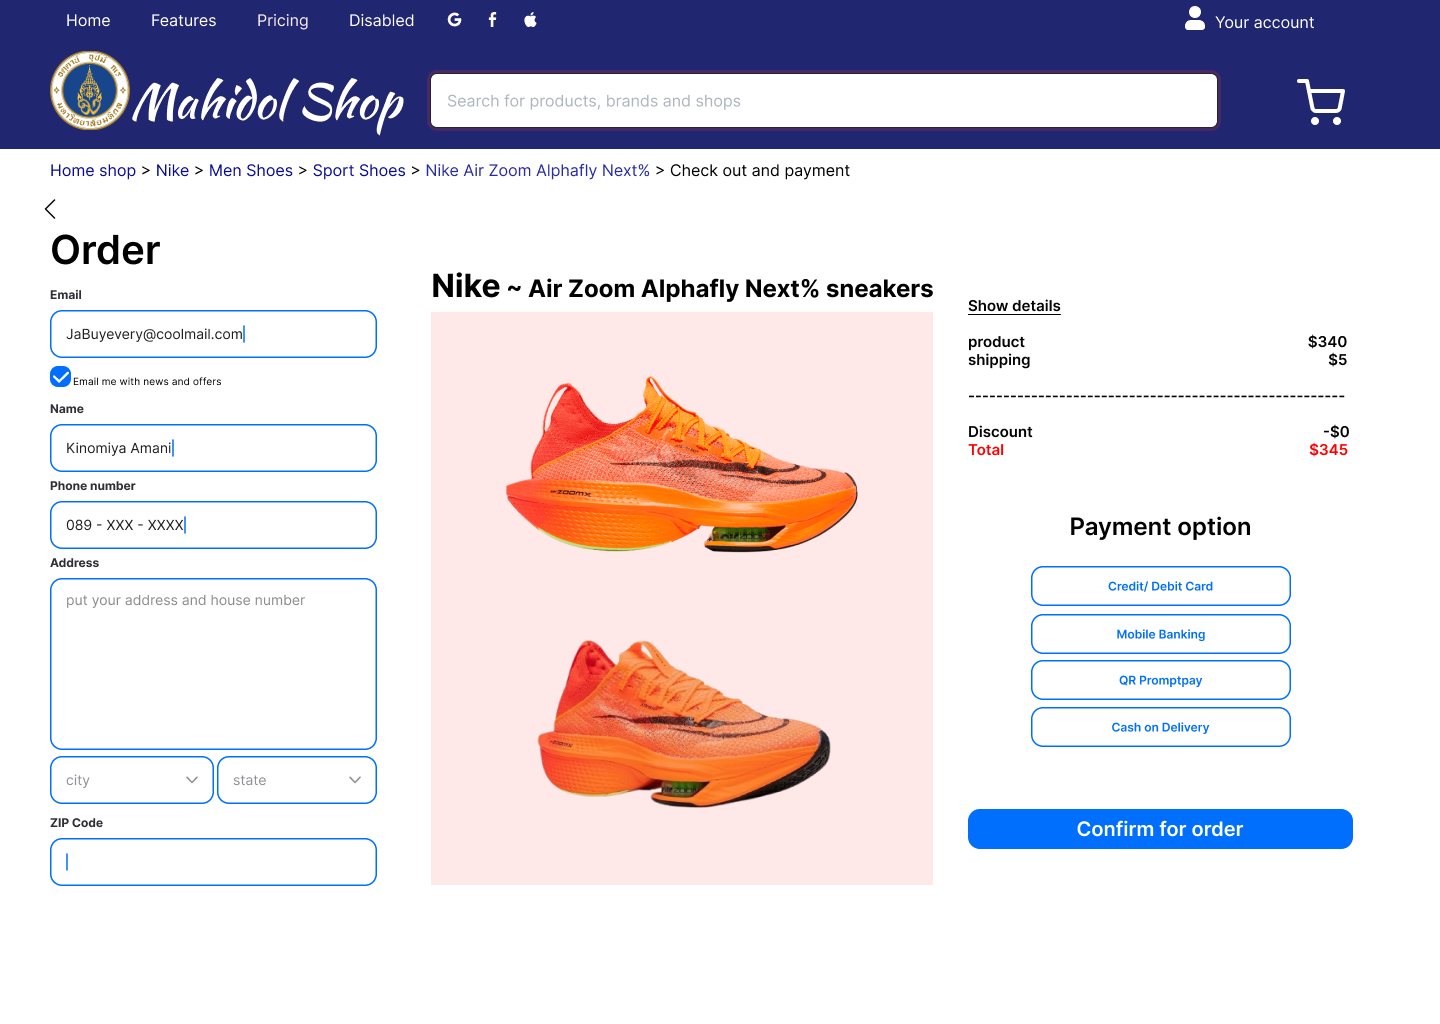 Home Features Pricing Disabled Your account
Mahidol Shop
Search for products, brands and shops
Home shop > Nike > Men Shoes > Sport Shoes > Nike Air Zoom Alphafly Next% > Check out and payment
Order
Email
JaBuyevery@coolmail.com
Email me with news and offers
Name
Kinomiya Amani
Phone number
089 - XXX - XXXX
Address
put your address and house number
city
state
ZIP Code
Nike ~ Air Zoom Alphafly Next% sneakers
ZOOMX
ZOOMX
Show details
product $340
shipping $5
------------------------------------------------------
Discount -$0
Total $345
Payment option
Credit/ Debit Card
Mobile Banking
QR Promptpay
Cash on Delivery
Confirm for order